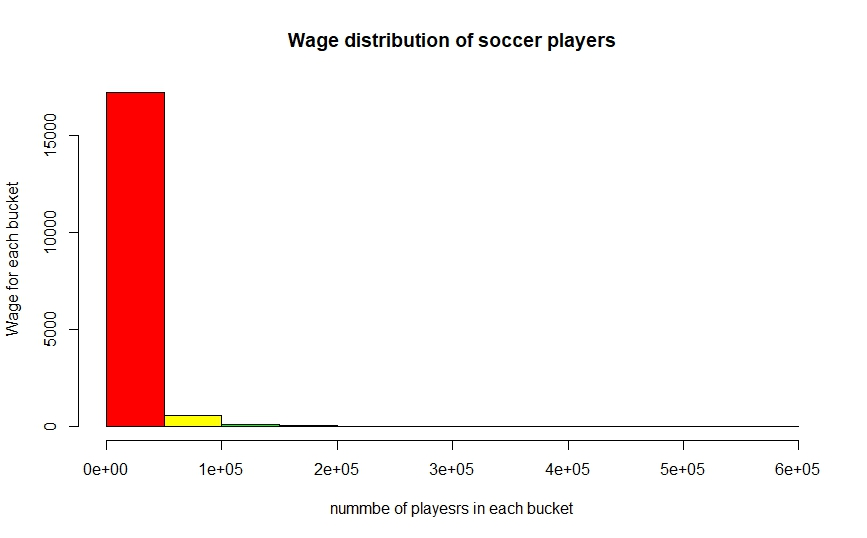 Wage distribution of soccer players
Wage for each bucket
15000
10000
5000
0
0e+00 1e+05 2e+05 3e+05 4e+05 5e+05 6e+05
nummbe of playesrs in each bucket